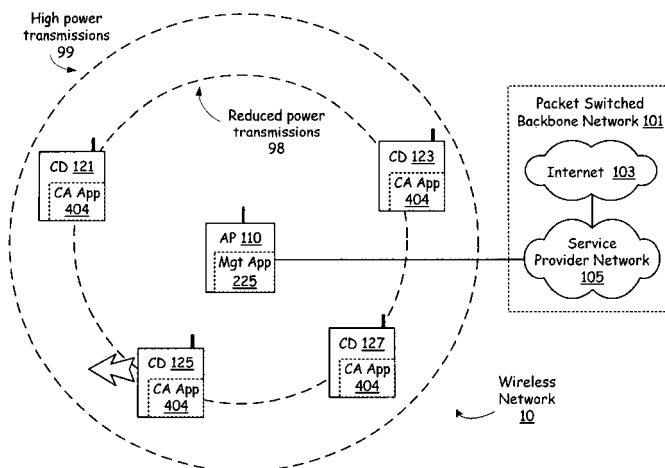 High power
transmissions
99
Reduced power
transmissions
98
Packet Switched
Backbone Network 101
Internet 103
Service
Provider Network
105
CD 121
CA App
404
CD 123
CA App
404
AP 110
Mgt App
225
CD 125
CA App
404
CD 127
CA App
404
Wireless
Network
10